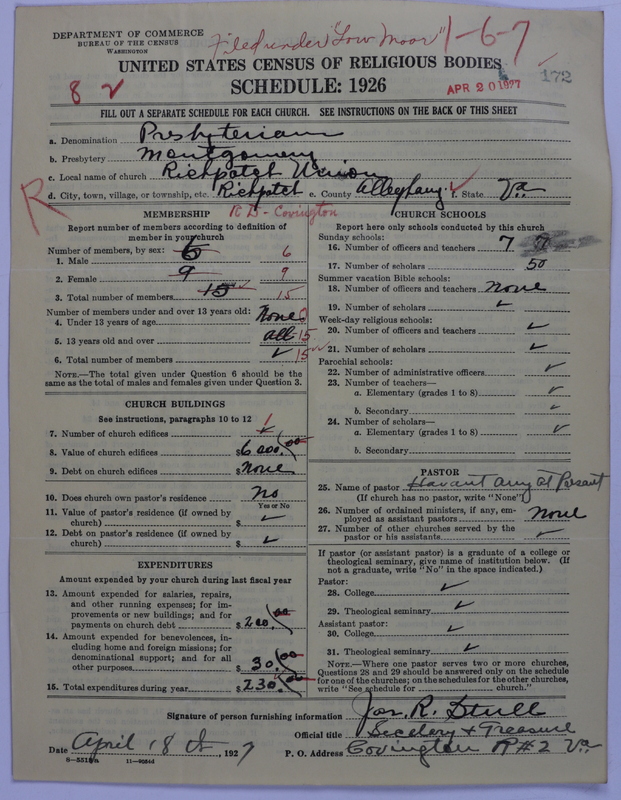 DEPARTMENT OF COMMERCE
BUREAU OF THE CENSUS
WASHINGTON
Filed under "Low Moor"
1-6-7
UNITED STATES CENSUS OF RELIGIOUS BODIES
SCHEDULE: 1926
8
APR 20 1927
172
FILL OUT A SEPARATE SCHEDULE FOR EACH CHURCH. SEE INSTRUCTIONS ON THE BACK OF THIS SHEET
a. Denomination Presbyterian
b. Presbytery Montgomery
c. Local name of church Richpatch Union
d. City, town, village, or township, etc. Richpatch e. County Alleghany f. State Va.
R
R D - Covington
MEMBERSHIP
Report number of members according to definition of
member in your church
Number of members, by sex:
1. Male 6 6
2. Female 9 9
3. Total number of members 15 15
Number of members under and over 13 years old:
4. Under 13 years of age None 0
5. 13 years old and over all 15
6. Total number of members ✓ 15
NOTE.—The total given under Question 6 should be
same as the total of males and females given under Question 3.
CHURCH BUILDINGS
See instructions, paragraphs 10 to 12
7. Number of church edifices 1
8. Value of church edifices $6000.00
9. Debt on church edifices $None
10. Does church own pastor's residence No
Yes or No
11. Value of pastor's residence (if owned by
church) $ ✓
12. Debt on pastor's residence (if owned by
church) $ ✓
EXPENDITURES
Amount expended by your church during last fiscal year
13. Amount expended for salaries, repairs,
and other running expenses; for im-
provements or new buildings; and for
payments on church debt $200.00
14. Amount expended for benevolences, in-
cluding home and foreign missions; for
denominational support; and for all
other purposes $30.00
15. Total expenditures during year $230.00
CHURCH SCHOOLS
Report here only schools conducted by this church
Sunday schools:
16. Number of officers and teachers 7
17. Number of scholars 50
Summer vacation Bible schools:
18. Number of officers and teachers none
19. Number of scholars ✓
Week-day religious schools:
20. Number of officers and teachers ✓
21. Number of scholars ✓
Parochial schools:
22. Number of administrative officers ✓
23. Number of teachers—
a. Elementary (grades 1 to 8) ✓
b. Secondary ✓
24. Number of scholars—
a. Elementary (grades 1 to 8) ✓
b. Secondary
PASTOR
25. Name of pastor Havant any at Presant
(If church has no pastor, write "None")
26. Number of ordained ministers, if any, em-
ployed as assistant pastors none
27. Number of other churches served by the
pastor or his assistants ✓
If pastor (or assistant pastor) is a graduate of a college or
theological seminary, give name of institution below. (If
not a graduate, write "No" in the space indicated.)
Pastor:
28. College ✓
29. Theological seminary ✓
Assistant pastor:
30. College ✓
31. Theological seminary ✓
NOTE.—Where one pastor serves two or more churches,
Questions 28 and 29 should be answered only on the schedule
for one of the churches; on the schedules for the other churches,
write "See schedule for church."
Signature of person furnishing information Jas. R. Stull
Official title Secetery + Treasure
Date April 18th, 1927 P. O. Address Covington R#2 Va.
11-9034d